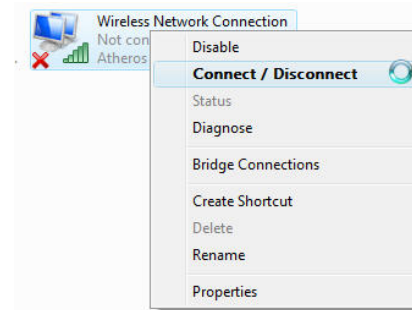 Wireless Network Connection
Not con
Atheros
Disable
Connect / Disconnect
Status
Diagnose
Bridge Connections
Create Shortcut
Delete
Rename
Properties